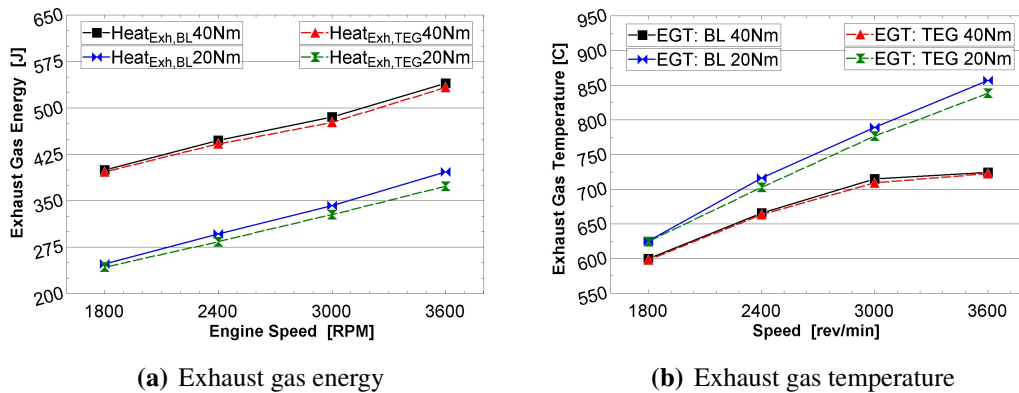 650
575
500
425
350
275
200
Exhaust Gas Energy [J]
Heat_Exh,BL 40Nm
Heat_Exh,TEG 40Nm
Heat_Exh,BL 20Nm
Heat_Exh,TEG 20Nm
1800 2400 3000 3600
Engine Speed [RPM]
(a) Exhaust gas energy
950
900
850
800
750
700
650
600
550
Exhaust Gas Temperature [C]
EGT: BL 40Nm
EGT: TEG 40Nm
EGT: BL 20Nm
EGT: TEG 20Nm
1800 2400 3000 3600
Speed [rev/min]
(b) Exhaust gas temperature